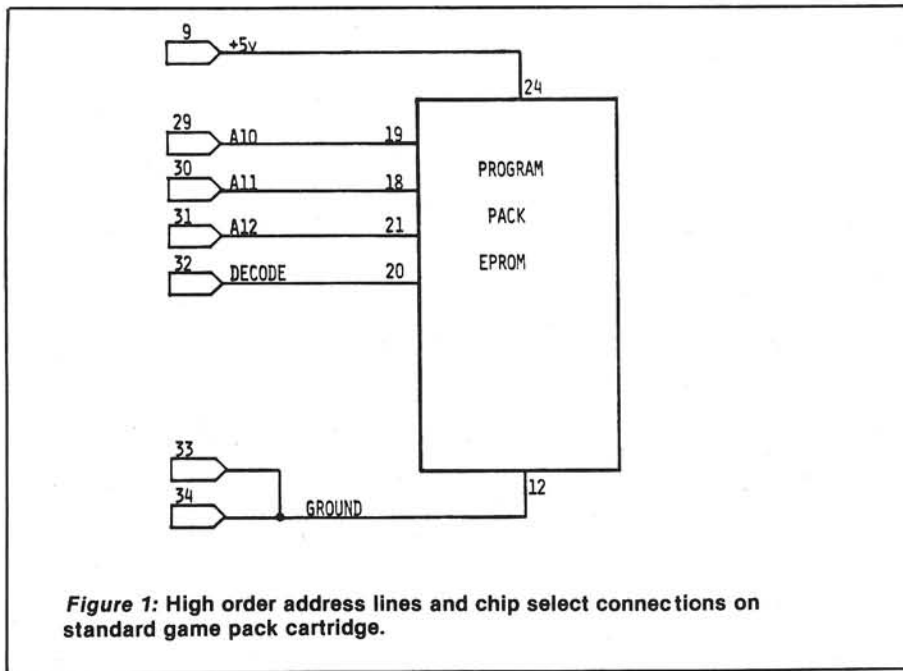 9
+5v
24
29
A10
19
30
A11
18
31
A12
21
32
DECODE
20
PROGRAM
PACK
EPROM
33
34
GROUND
12
Figure 1: High order address lines and chip select connections on
standard game pack cartridge.